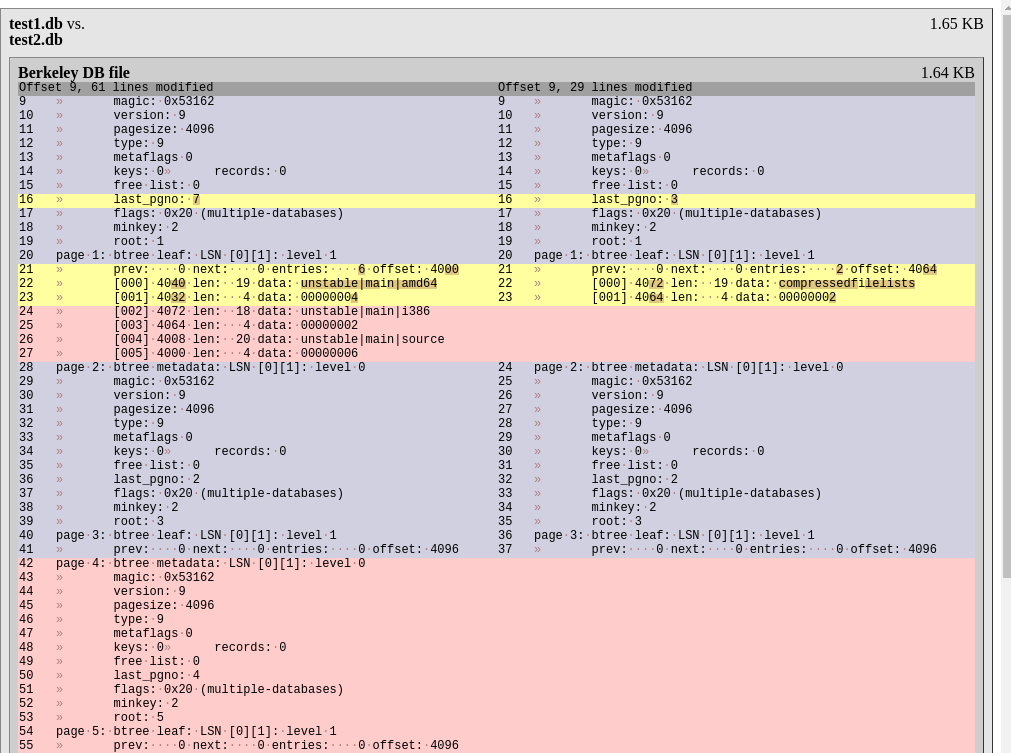 test1.db vs. 1.65 KB
test2.db
Berkeley DB file 1.64 KB
Offset 9, 61 lines modified Offset 9, 29 lines modified
9 » magic:·0x53162 9 » magic:·0x53162
10 » version:·9 10 » version:·9
11 » pagesize:·4096 11 » pagesize:·4096
12 » type:·9 12 » type:·9
13 » metaflags·0 13 » metaflags·0
14 » keys:·0» records:·0 14 » keys:·0» records:·0
15 » free·list:·0 15 » free·list:·0
16 » last_pgno:·7 16 » last_pgno:·3
17 » flags:·0x20·(multiple-databases) 17 » flags:·0x20·(multiple-databases)
18 » minkey:·2 18 » minkey:·2
19 » root:·1 19 » root:·1
20 page·1:·btree·leaf:·LSN·[0][1]:·level·1 20 page·1:·btree·leaf:·LSN·[0][1]:·level·1
21 » prev:····0·next:····0·entries:····6·offset:·4000 21 » prev:····0·next:····0·entries:····2·offset:·4064
22 » [000]·4040·len:··19·data:·unstable|main|amd64 22 » [000]·4072·len:··19·data:·compressedfilelists
23 » [001]·4032·len:···4·data:·00000004 23 » [001]·4064·len:···4·data:·00000002
24 » [002]·4072·len:··18·data:·unstable|main|i386
25 » [003]·4064·len:···4·data:·00000002
26 » [004]·4008·len:··20·data:·unstable|main|source
27 » [005]·4000·len:···4·data:·00000006
28 page·2:·btree·metadata:·LSN·[0][1]:·level·0 24 page·2:·btree·metadata:·LSN·[0][1]:·level·0
29 » magic:·0x53162 25 » magic:·0x53162
30 » version:·9 26 » version:·9
31 » pagesize:·4096 27 » pagesize:·4096
32 » type:·9 28 » type:·9
33 » metaflags·0 29 » metaflags·0
34 » keys:·0» records:·0 30 » keys:·0» records:·0
35 » free·list:·0 31 » free·list:·0
36 » last_pgno:·2 32 » last_pgno:·2
37 » flags:·0x20·(multiple-databases) 33 » flags:·0x20·(multiple-databases)
38 » minkey:·2 34 » minkey:·2
39 » root:·3 35 » root:·3
40 page·3:·btree·leaf:·LSN·[0][1]:·level·1 36 page·3:·btree·leaf:·LSN·[0][1]:·level·1
41 » prev:····0·next:····0·entries:····0·offset:·4096 37 » prev:····0·next:····0·entries:····0·offset:·4096
42 page·4:·btree·metadata:·LSN·[0][1]:·level·0
43 » magic:·0x53162
44 » version:·9
45 » pagesize:·4096
46 » type:·9
47 » metaflags·0
48 » keys:·0» records:·0
49 » free·list:·0
50 » last_pgno:·4
51 » flags:·0x20·(multiple-databases)
52 » minkey:·2
53 » root:·5
54 page·5:·btree·leaf:·LSN·[0][1]:·level·1
55 » prev:····0·next:····0·entries:····0·offset:·4096